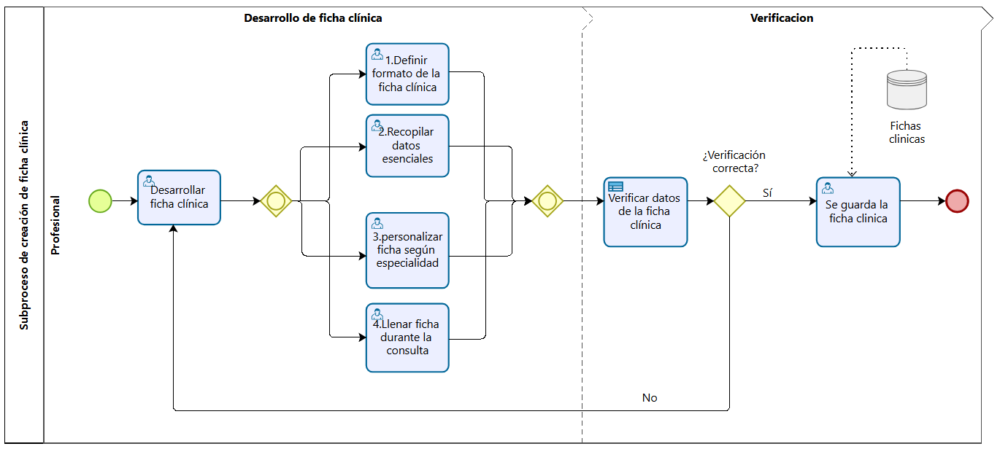 Subproceso de creación de ficha clínica
Profesional
Desarrollo de ficha clínica
Verificacion
Desarrollar
ficha clínica
1.Definir
formato de la
ficha clínica
2.Recopilar
datos
esenciales
3.personalizar
ficha según
especialidad
4.Llenar ficha
durante la
consulta
Verificar datos
de la ficha
clínica
¿Verificación
correcta?
Sí
No
Se guarda la
ficha clinica
Fichas
clinicas